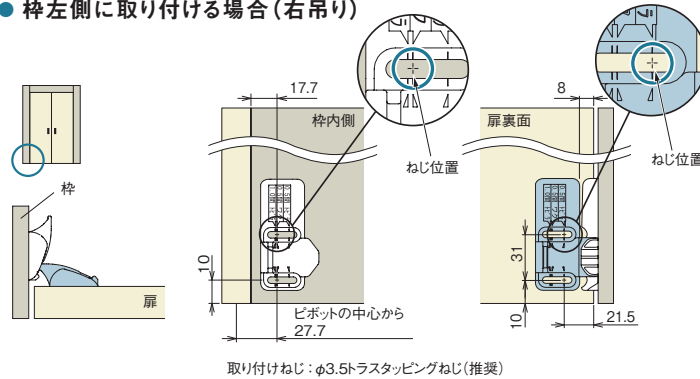 ● 枠左側に取り付ける場合（右吊り）
17.7
枠内側
ねじ位置
8
扉裏面
ねじ位置
枠
扉
10
ピボットの中心から
27.7
31
10
21.5
取り付けねじ：φ3.5トラスタッピングねじ（推奨）